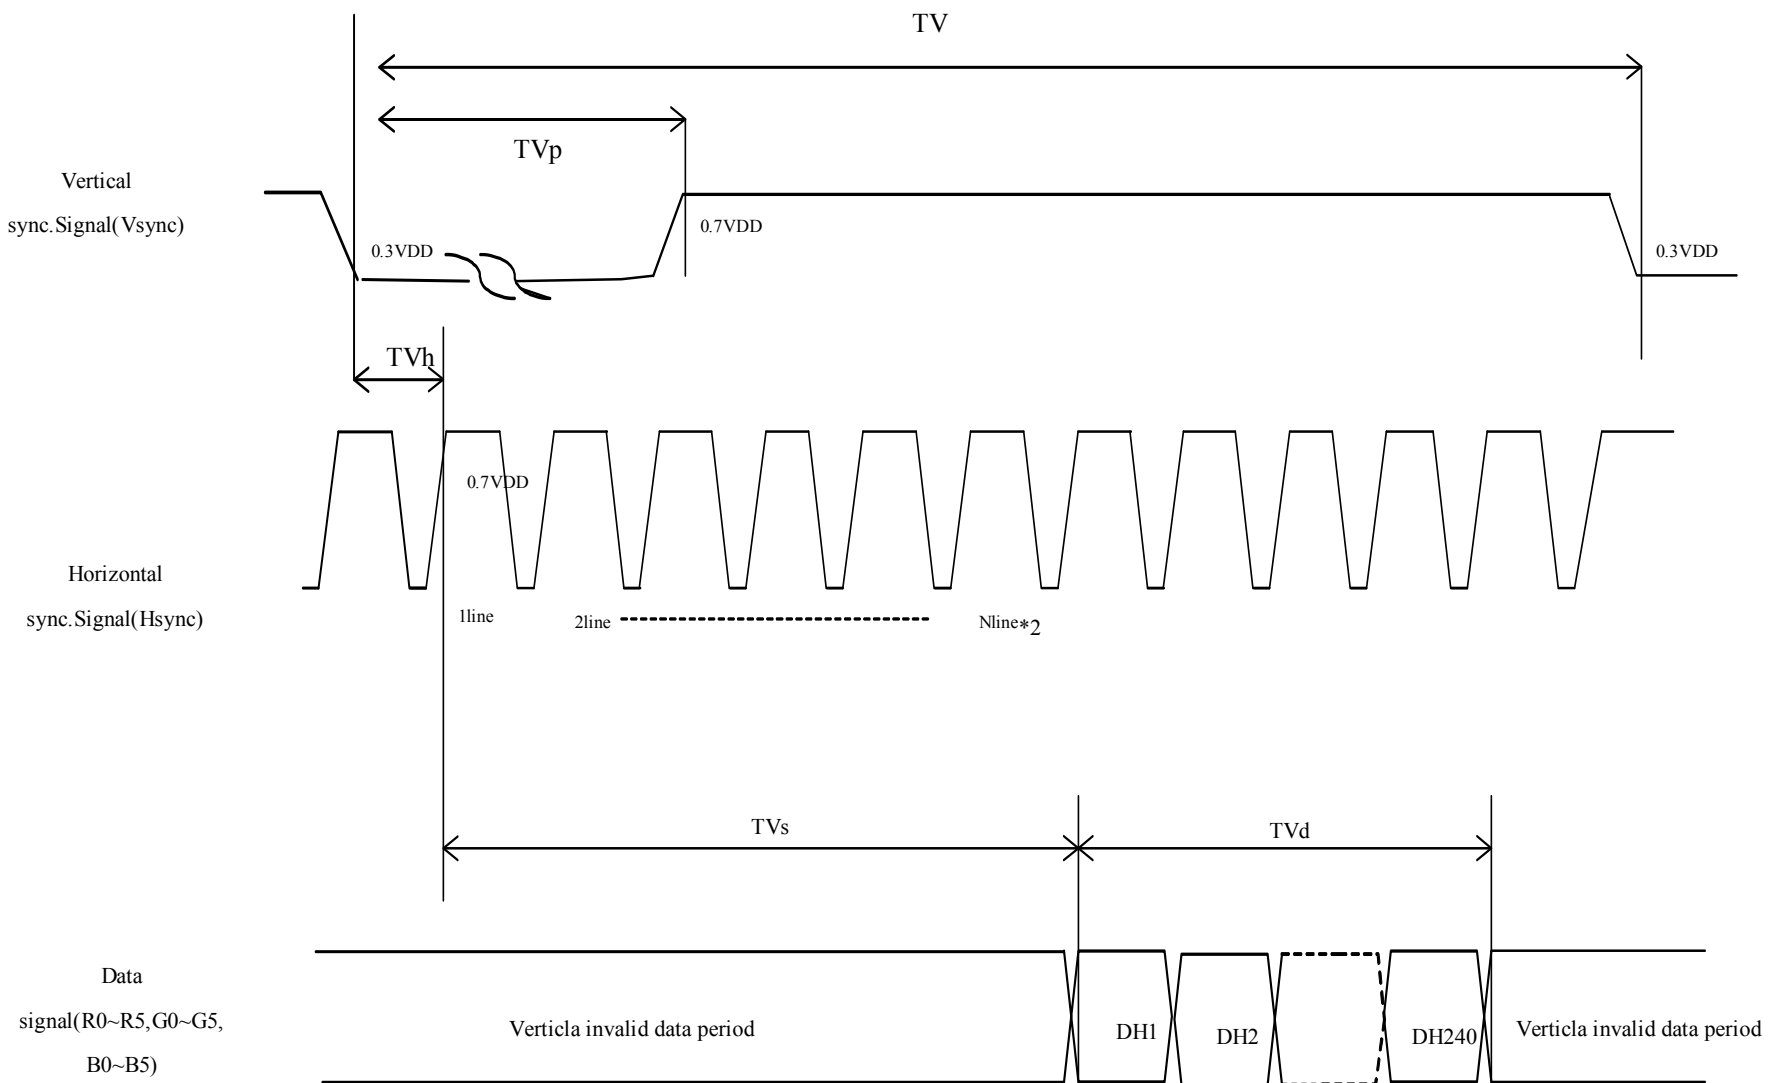 TV
TVp
Vertical
sync.Signal(Vsync)
0.3VDD
0.7VDD
0.3VDD
TVh
0.7VDD
Horizontal
sync.Signal(Hsync)
1line
2line
Nline*2
TVs
TVd
Data
signal(R0~R5,G0~G5,
B0~B5)
Verticla invalid data period
DH1
DH2
DH240
Verticla invalid data period